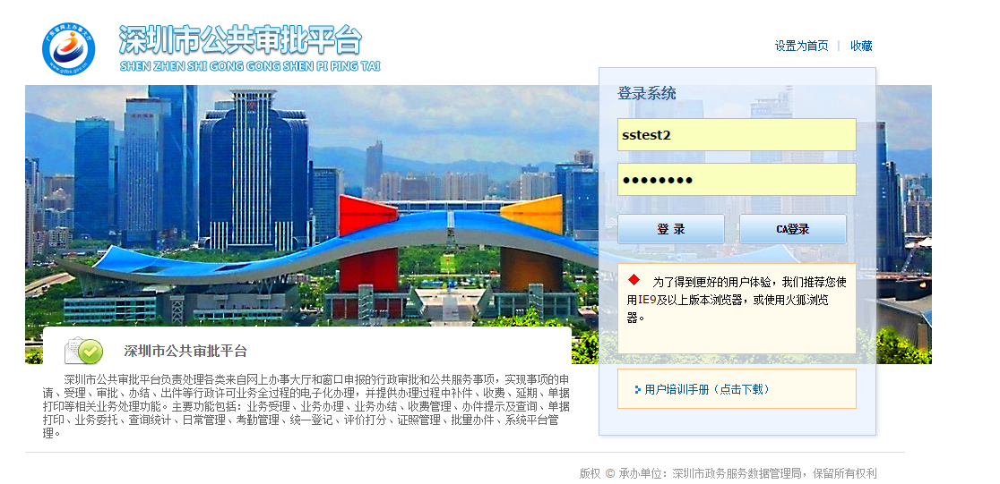 广东省网上办事大厅
www.gdbs.gov.cn
深圳市公共审批平台
SHEN ZHEN SHI GONG GONG SHEN PI PING TAI
设置为首页 | 收藏
登录系统
sstest2
●●●●●●●●
登 录 CA登录
为了得到更好的用户体验，我们推荐您使
用IE9及以上版本浏览器，或使用火狐浏览
器。
用户培训手册（点击下载）
深圳市公共审批平台
深圳市公共审批平台负责处理各类来自网上办事大厅和窗口申报的行政审批和公共服务事项，实现事项的申
请、受理、审批、办结、出件等行政许可业务全过程的电子化办理，并提供办理过程中补件、收费、延期、单据
打印等相关业务处理功能。主要功能包括：业务受理、业务办理、业务办结、收费管理、办件提示及查询、单据
打印、业务委托、查询统计、日常管理、考勤管理、统一登记、评价打分、证照管理、批量办件、系统平台管
理。
版权 © 承办单位：深圳市政务服务数据管理局，保留所有权利